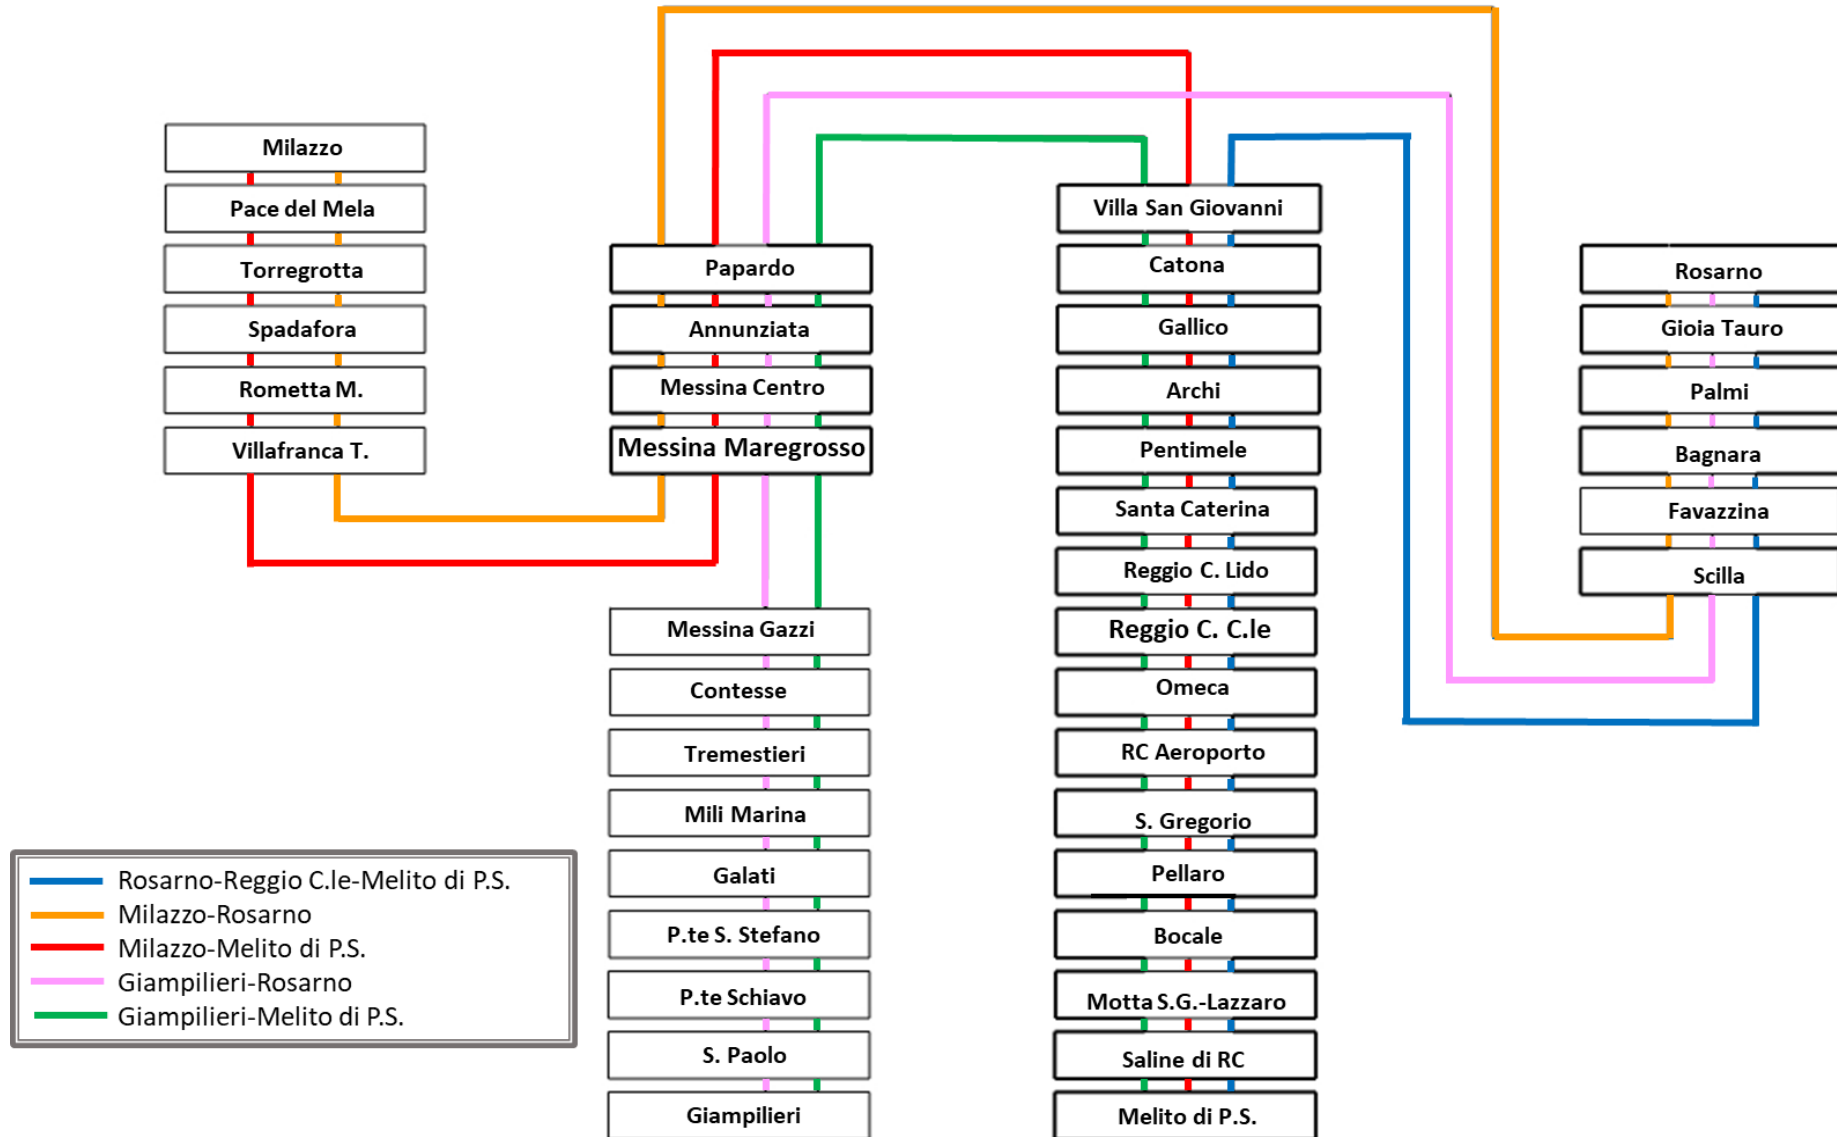 Milazzo
Pace del Mela
Torregrotta
Spadafora
Rometta M.
Villafranca T.
Papardo
Annunziata
Messina Centro
Messina Maregrosso
Messina Gazzi
Contesse
Tremestieri
Mili Marina
Galati
P.te S. Stefano
P.te Schiavo
S. Paolo
Giampilieri
Villa San Giovanni
Catona
Gallico
Archi
Pentimele
Santa Caterina
Reggio C. Lido
Reggio C. C.le
Omeca
RC Aeroporto
S. Gregorio
Pellaro
Bocale
Motta S.G.-Lazzaro
Saline di RC
Melito di P.S.
Rosarno
Gioia Tauro
Palmi
Bagnara
Favazzina
Scilla
Rosarno-Reggio C.le-Melito di P.S.
Milazzo-Rosarno
Milazzo-Melito di P.S.
Giampilieri-Rosarno
Giampilieri-Melito di P.S.